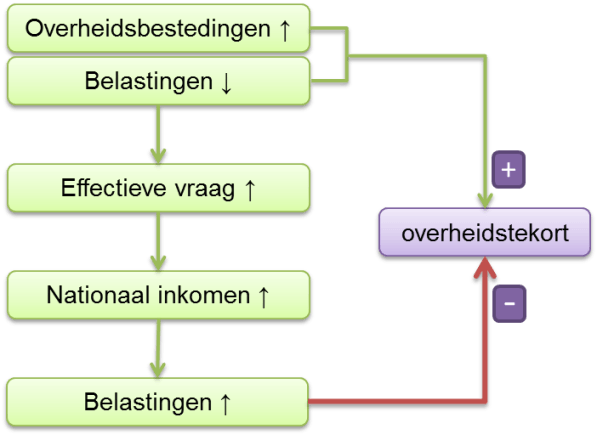 Overheidsbestedingen ↑
Belastingen ↓
Effectieve vraag ↑
+
overheidstekort
Nationaal inkomen ↑
-
Belastingen ↑